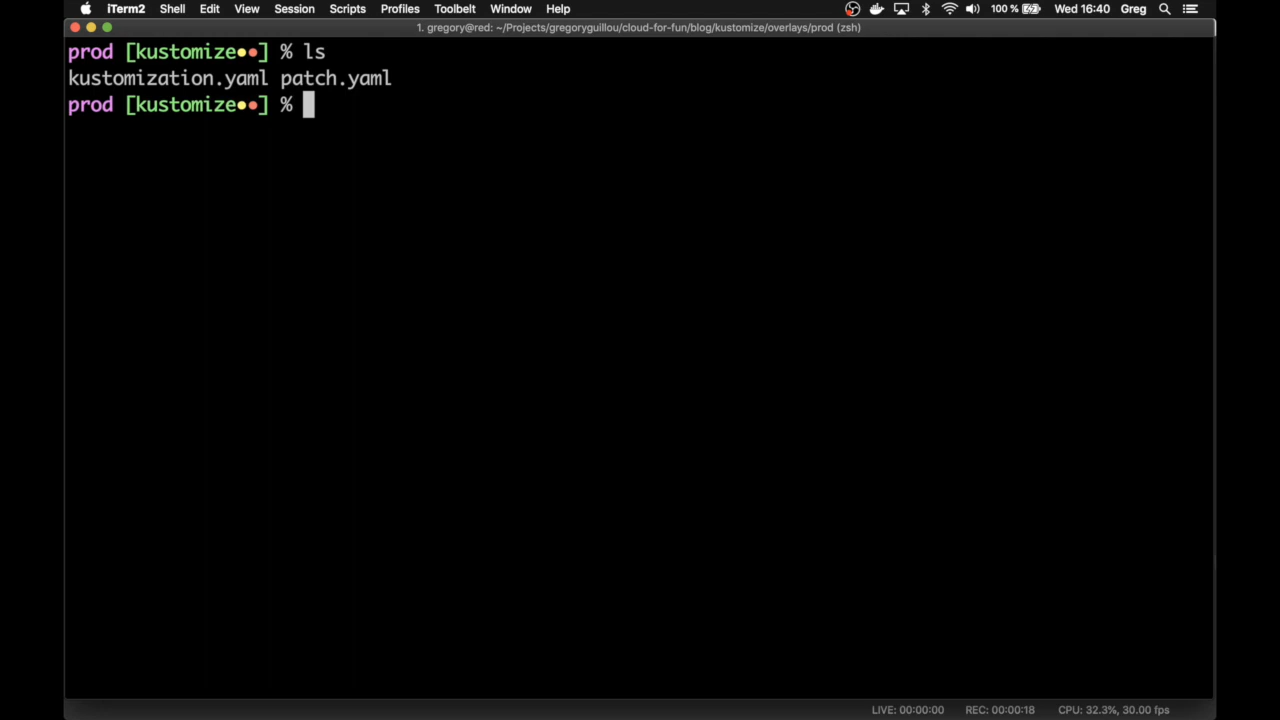 iTerm2 Shell Edit View Session Scripts Profiles Toolbelt Window Help 100 % Wed 16:40 Greg
1. gregory@red: ~/Projects/gregoryguillou/cloud-for-fun/blog/kustomize/overlays/prod (zsh)
prod [kustomize●●] % ls
kustomization.yaml patch.yaml
prod [kustomize●●] %
LIVE: 00:00:00 REC: 00:00:18 CPU: 32.3%, 30.00 fps